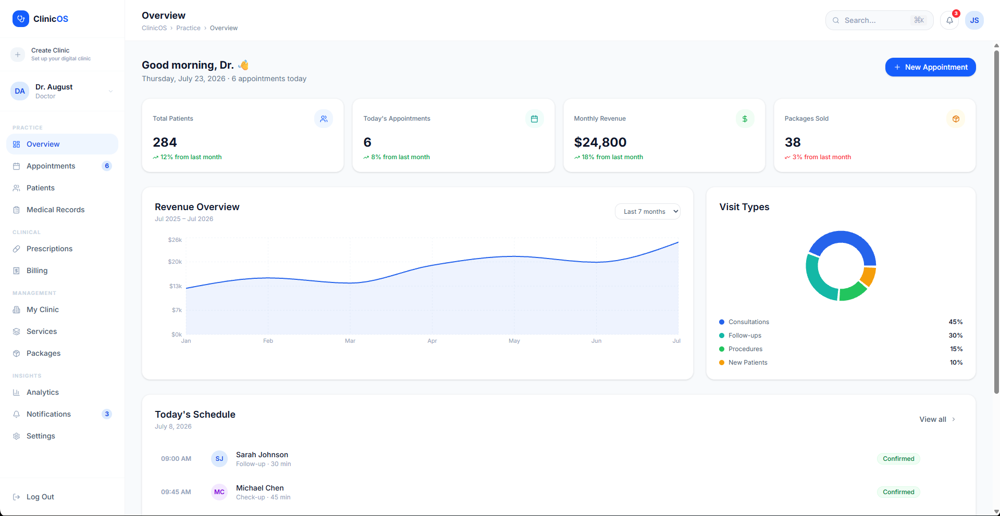 ClinicOS
Create Clinic
Set up your digital clinic
DA
Dr. August
Doctor
PRACTICE
Overview
Appointments 6
Patients
Medical Records
CLINICAL
Prescriptions
Billing
MANAGEMENT
My Clinic
Services
Packages
INSIGHTS
Analytics
Notifications 3
Settings
Log Out
Overview
ClinicOS › Practice › Overview
Search... ⌘K
3
JS
Good morning, Dr. 👋
Thursday, July 23, 2026 · 6 appointments today
+ New Appointment
Total Patients
284
12% from last month
Today's Appointments
6
8% from last month
Monthly Revenue
$24,800
18% from last month
Packages Sold
38
3% from last month
Revenue Overview
Jul 2025 – Jul 2026
Last 7 months
$26k
$20k
$13k
$7k
$0k
Jan Feb Mar Apr May Jun Jul
Visit Types
Consultations 45%
Follow-ups 30%
Procedures 15%
New Patients 10%
Today's Schedule
July 8, 2026
View all
09:00 AM
SJ
Sarah Johnson
Follow-up · 30 min
Confirmed
09:45 AM
MC
Michael Chen
Check-up · 45 min
Confirmed